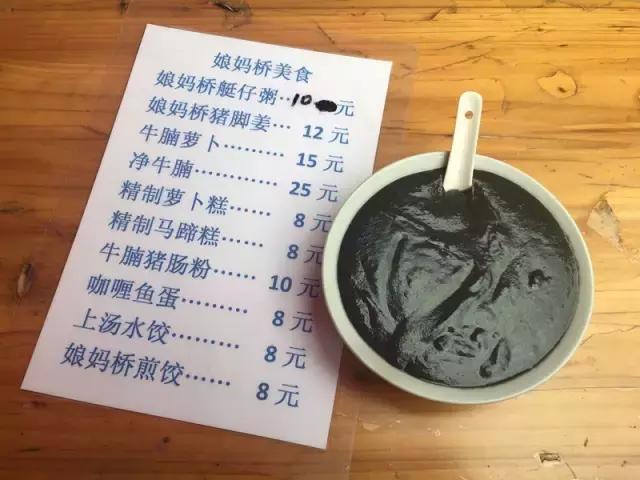 娘妈桥美食
娘妈桥艇仔粥··10元
娘妈桥猪脚姜… 12 元
牛腩萝卜……… 15 元
净牛腩………… 25 元
精制萝卜糕…… 8 元
精制马蹄糕…… 8 元
牛腩猪肠粉…… 10 元
咖喱鱼蛋……… 8 元
上汤水饺……… 8 元
娘妈桥煎饺…… 8 元